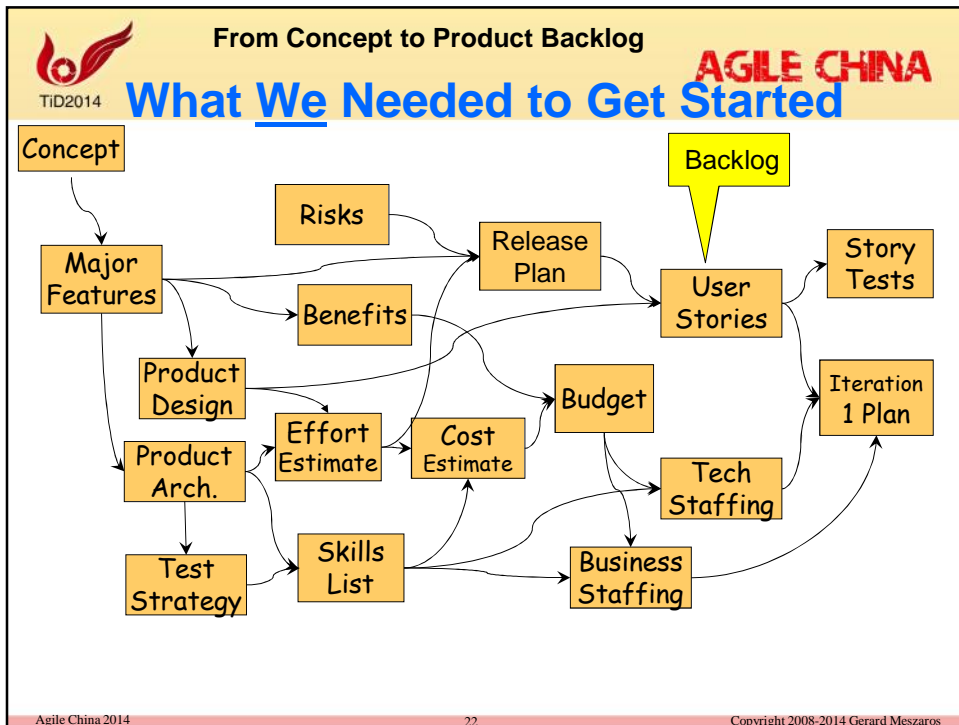 From Concept to Product Backlog
TiD2014
AGILE CHINA
What We Needed to Get Started
Concept
Backlog
Risks
Release
Plan
Story
Tests
Major
Features
User
Stories
Benefits
Product
Design
Budget
Iteration
1 Plan
Effort
Estimate
Cost
Estimate
Product
Arch.
Tech
Staffing
Skills
List
Test
Strategy
Business
Staffing
Agile China 2014
22
Copyright 2008-2014 Gerard Meszaros